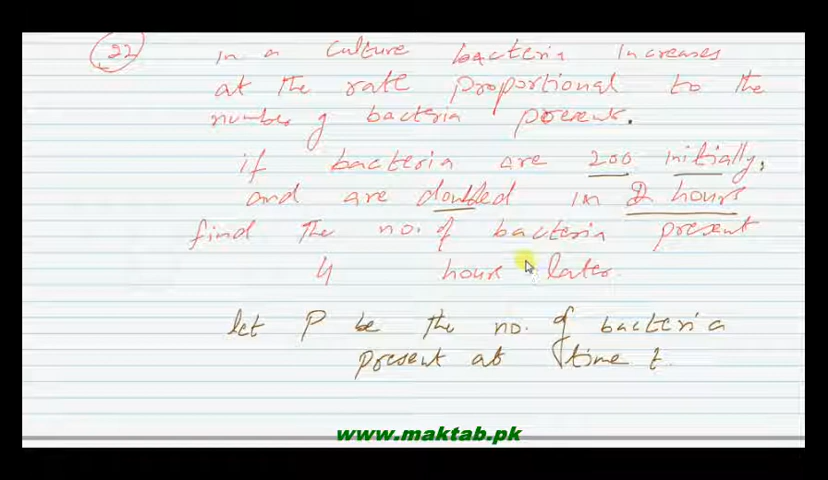 22 in a culture bacteria increases
at the rate proportional to the
number of bacteria present.
if bacteria are 200 initially,
and are doubled in 2 hours
find the no. of bacteria present
4 hours later.
let P be the no. of bacteria
present at time t.
www.maktab.pk